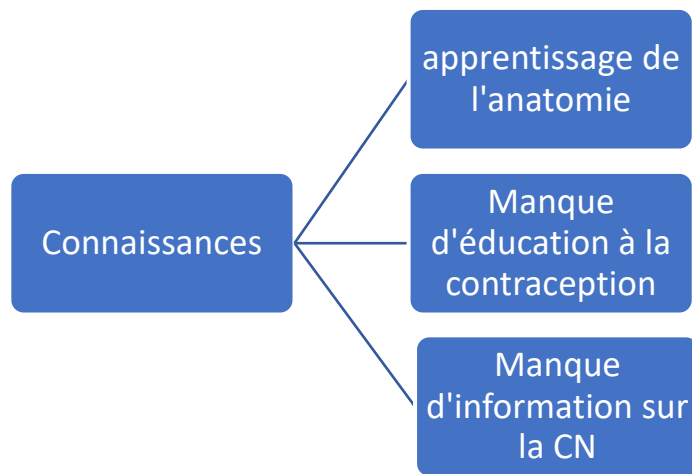 Connaissances
apprentissage de
l'anatomie
Manque
d'éducation à la
contraception
Manque
d'information sur
la CN